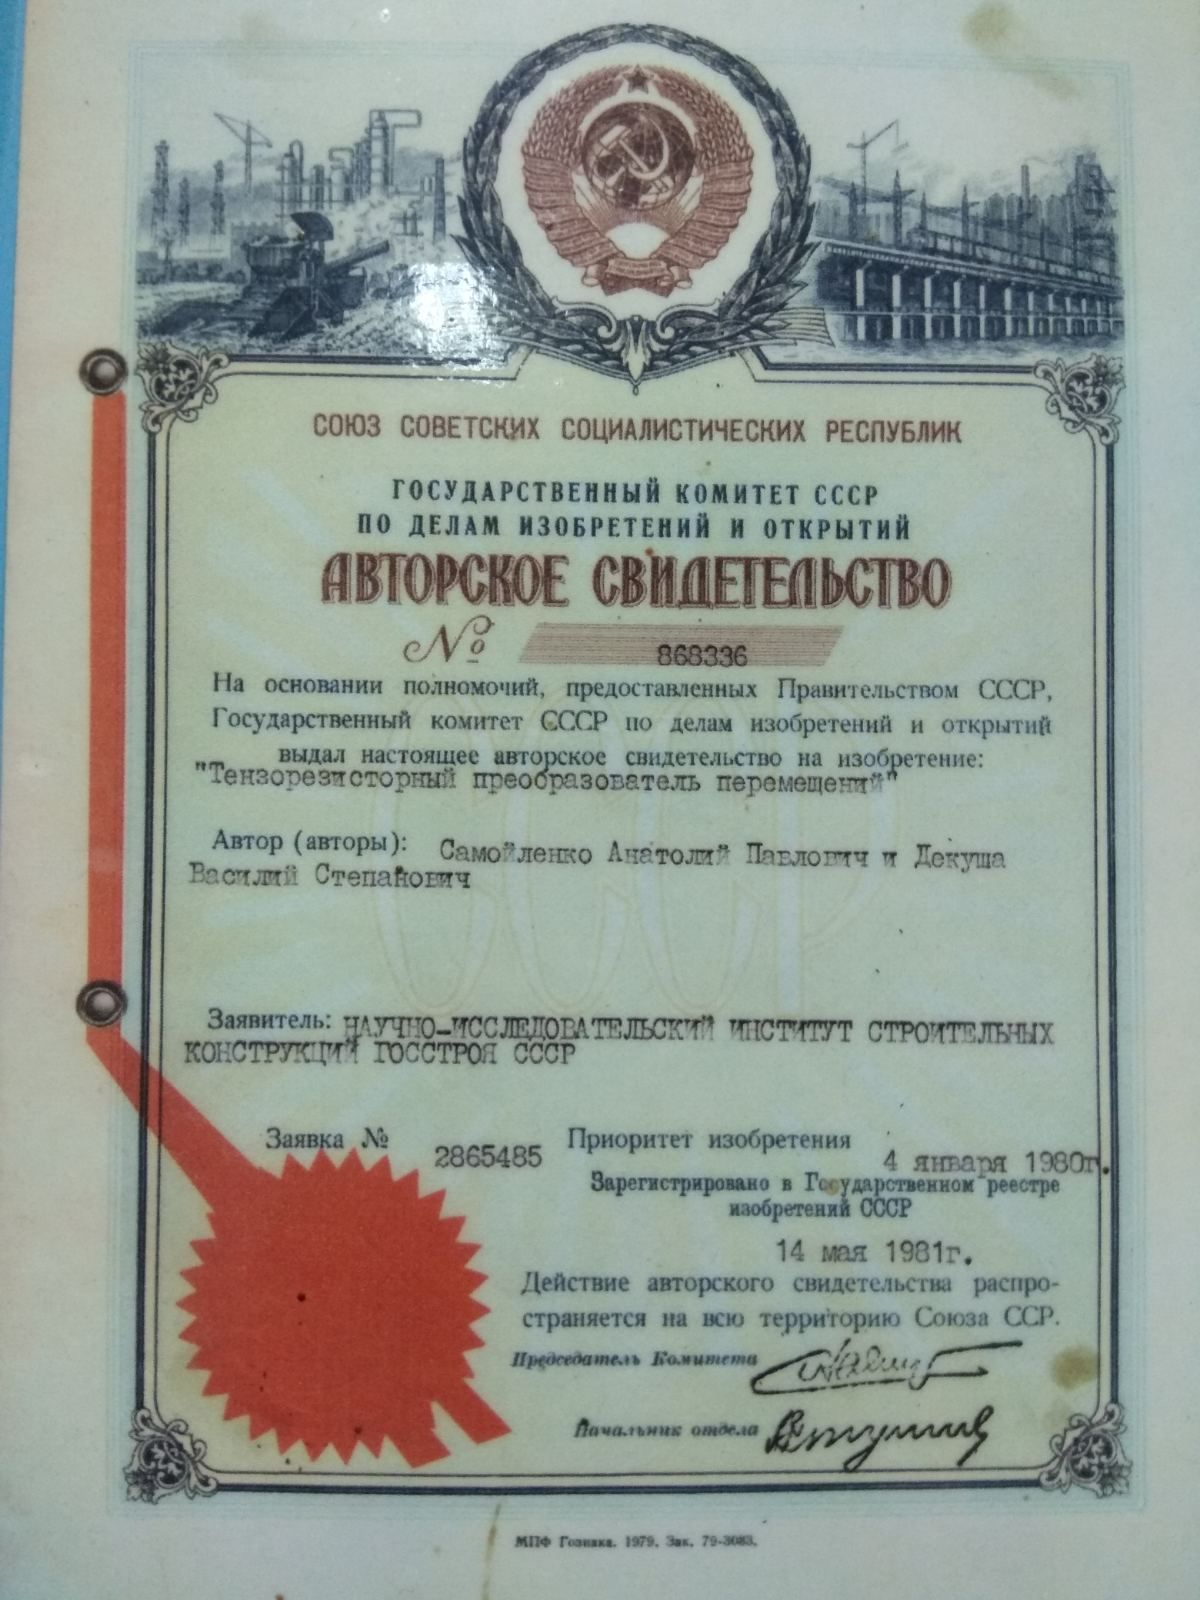 СОЮЗ СОВЕТСКИХ СОЦИАЛИСТИЧЕСКИХ РЕСПУБЛИК
ГОСУДАРСТВЕННЫЙ КОМИТЕТ СССР
ПО ДЕЛАМ ИЗОБРЕТЕНИЙ И ОТКРЫТИЙ
АВТОРСКОЕ СВИДЕТЕЛЬСТВО
№ 868336
На основании полномочий, предоставленных Правительством СССР,
Государственный комитет СССР по делам изобретений и открытий
выдал настоящее авторское свидетельство на изобретение:
"Тензорезисторный преобразователь перемещений"
Автор (авторы): Самойленко Анатолий Павлович и Декуша
Василий Степанович
СССР
Заявитель: НАУЧНО-ИССЛЕДОВАТЕЛЬСКИЙ ИНСТИТУТ СТРОИТЕЛЬНЫХ
КОНСТРУКЦИЙ ГОССТРОЯ СССР
Заявка № 2865485 Приоритет изобретения 4 января 1980г.
Зарегистрировано в Государственном реестре
изобретений СССР
14 мая 1981г.
Действие авторского свидетельства распро-
страняется на всю территорию Союза ССР.
Председатель Комитета
Начальник отдела
МПФ Гознака. 1979. Зак. 79-3083.